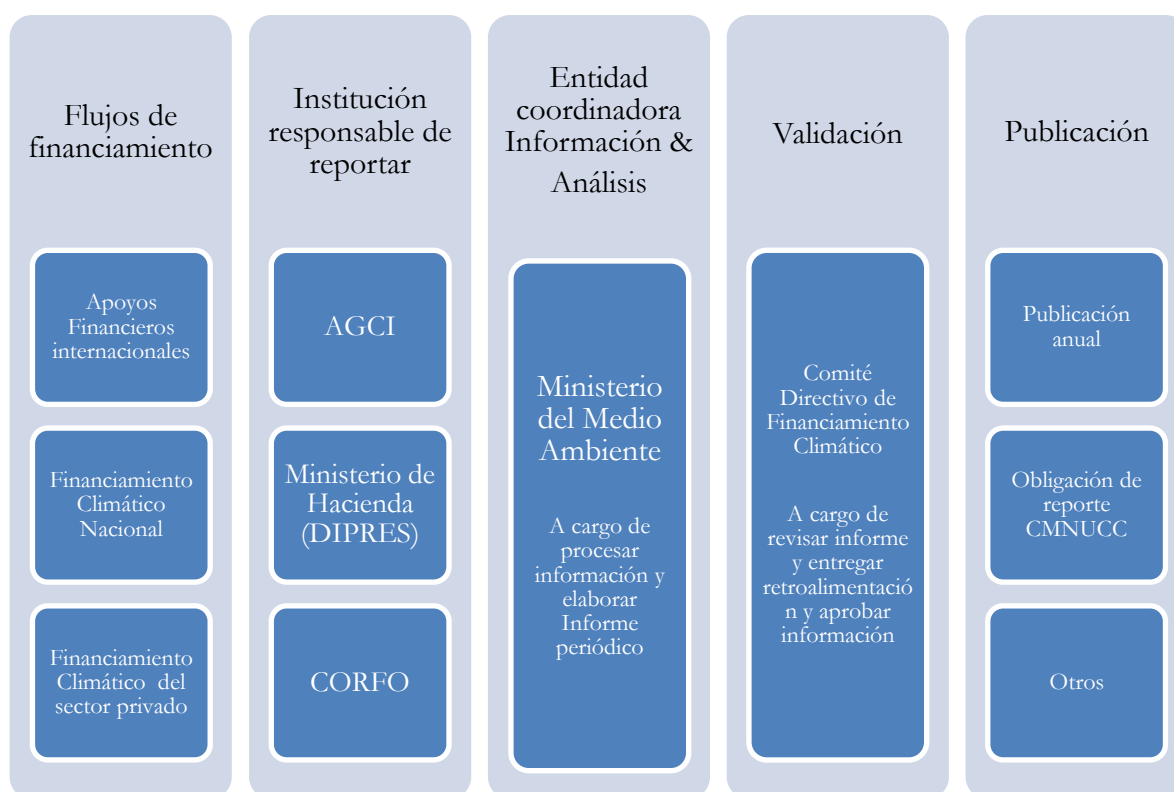 Flujos de
financiamiento
Apoyos
Financieros
internacionales
Financiamiento
Climático
Nacional
Financiamiento
Climático del
sector privado
Institución
responsable de
reportar
AGCI
Ministerio de
Hacienda
(DIPRES)
CORFO
Entidad
coordinadora
Información &
Análisis
Ministerio
del Medio
Ambiente
A cargo de
procesar
información y
elaborar
Informe
periódico
Validación
Comité
Directivo de
Financiamiento
Climático
A cargo de
revisar informe
y entregar
retroalimentació
n y aprobar
información
Publicación
Publicación
anual
Obligación de
reporte
CMNUCC
Otros